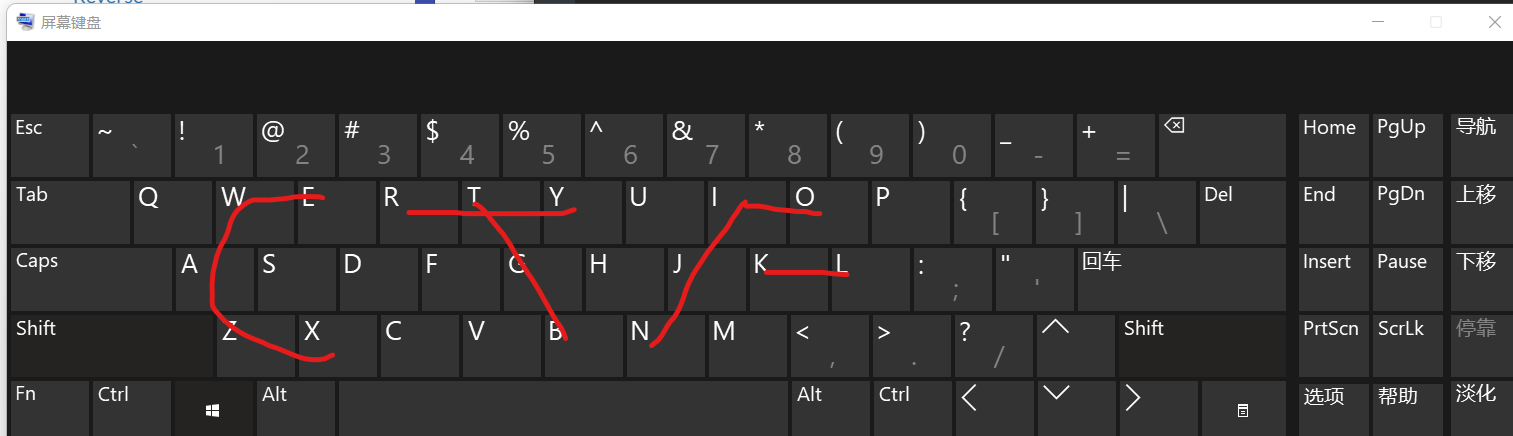 Reverse
屏幕键盘
Esc ~ ` ! 1 @ 2 # 3 $ 4 % 5 ^ 6 & 7 * 8 ( 9 ) 0 _ - + = Home PgUp 导航
Tab Q W E R T Y U I O P { [ } ] | \ Del End PgDn 上移
Caps A S D F G H J K L : ; " ' 回车 Insert Pause 下移
Shift Z X C V B N M < , > . ? / Shift PrtScn ScrLk 停靠
Fn Ctrl Alt Alt Ctrl 选项 帮助 淡化